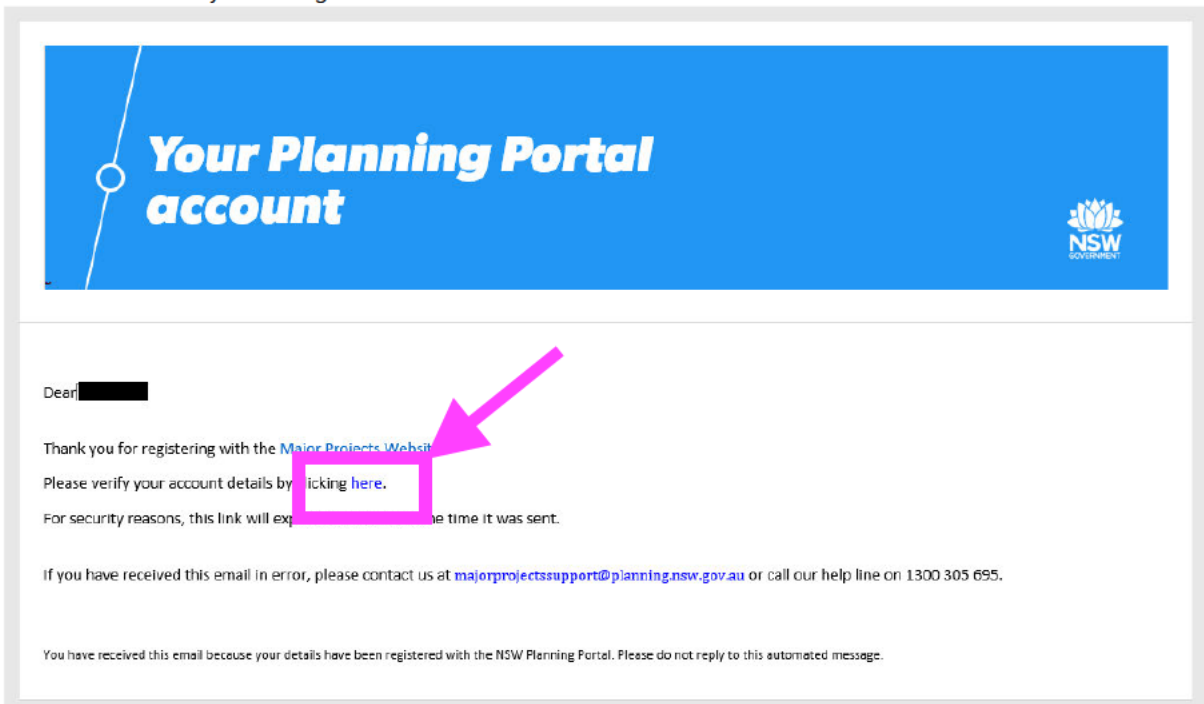 Your Planning Portal
account
NSW
GOVERNMENT
Dear
Thank you for registering with the Major Projects Websit
Please verify your account details by clicking here.
For security reasons, this link will exp e time it was sent.
If you have received this email in error, please contact us at majorprojectssupport@planning.nsw.gov.au or call our help line on 1300 305 695.
You have received this email because your details have been registered with the NSW Planning Portal. Please do not reply to this automated message.